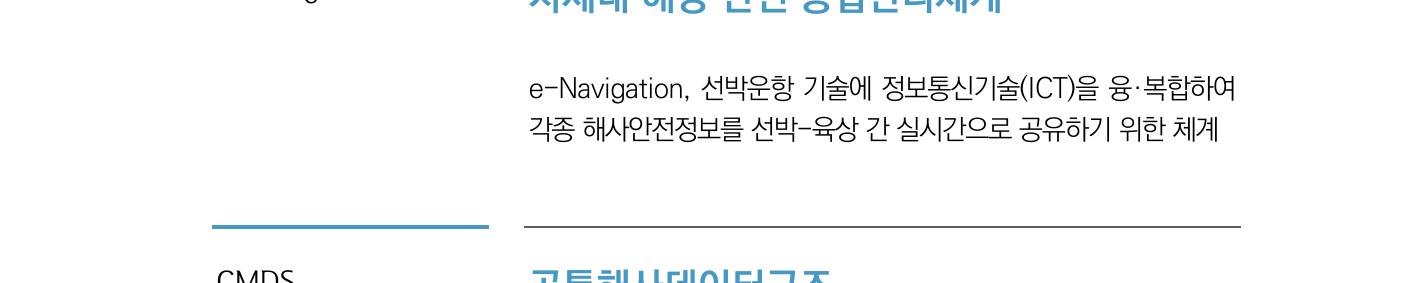 차세대 해상 안전 종합관리체계
e-Navigation, 선박운항 기술에 정보통신기술(ICT)을 융·복합하여
각종 해사안전정보를 선박-육상 간 실시간으로 공유하기 위한 체계
CMDS
공통해사데이터구조